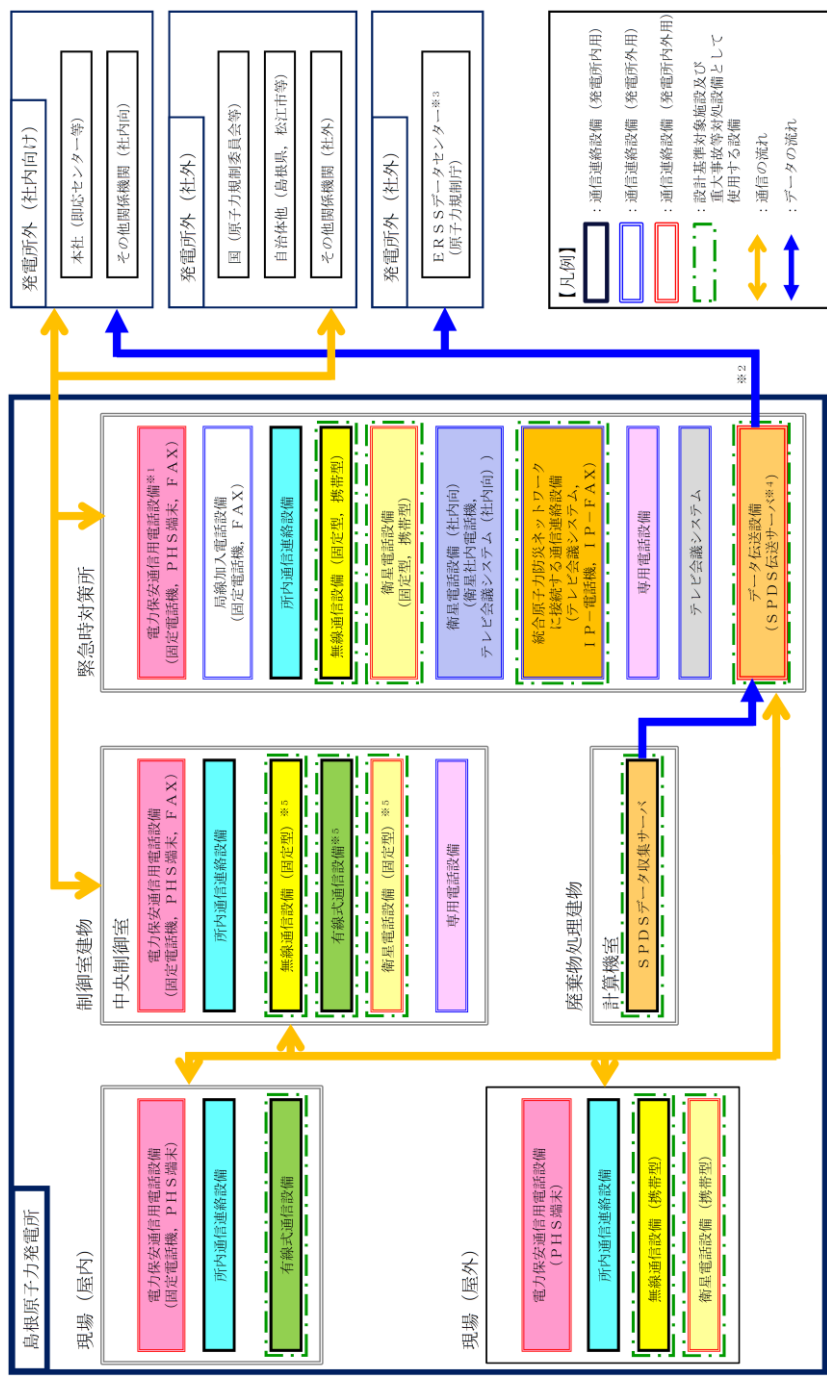 島根原子力発電所
現場（屋内）
電力保安通信用電話設備
(固定電話機，ＰＨＳ端末)
所内通信連絡設備
有線式通信設備
現場（屋外）
電力保安通信用電話設備
（ＰＨＳ端末）
所内通信連絡設備
無線通信設備（携帯型）
衛星電話設備（携帯型）
制御室建物
中央制御室
電力保安通信用電話設備
(固定電話機，ＰＨＳ端末，ＦＡＸ)
所内通信連絡設備
無線通信設備（固定型）※5
有線式通信設備※5
衛星電話設備（固定型）※5
専用電話設備
廃棄物処理建物
計算機室
ＳＰＤＳデータ収集サーバ
緊急時対策所
電力保安通信用電話設備※1
(固定電話機，ＰＨＳ端末，ＦＡＸ)
局線加入電話設備
(固定電話機，ＦＡＸ)
所内通信連絡設備
無線通信設備（固定型，携帯型）
衛星電話設備
(固定型，携帯型)
衛星電話設備（社内向）
(衛星社内電話機，
テレビ会議システム（社内向）)
統合原子力防災ネットワーク
に接続する通信連絡設備
(テレビ会議システム，
ＩＰ－電話機，ＩＰ－ＦＡＸ)
専用電話設備
テレビ会議システム
データ伝送設備
(ＳＰＤＳ伝送サーバ※4)
※2
発電所外（社内向け）
本社（即応センター等）
その他関係機関（社内向）
発電所外（社外）
国（原子力規制委員会等）
自治体他（島根県，松江市等）
その他関係機関（社外）
発電所外（社外）
ＥＲＳＳデータセンター※3
(原子力規制庁)
【凡例】
：通信連絡設備（発電所内用）
：通信連絡設備（発電所外用）
：通信連絡設備（発電所内外用）
：設計基準対象施設及び
重大事故等対処設備として
使用する設備
：通信の流れ
：データの流れ